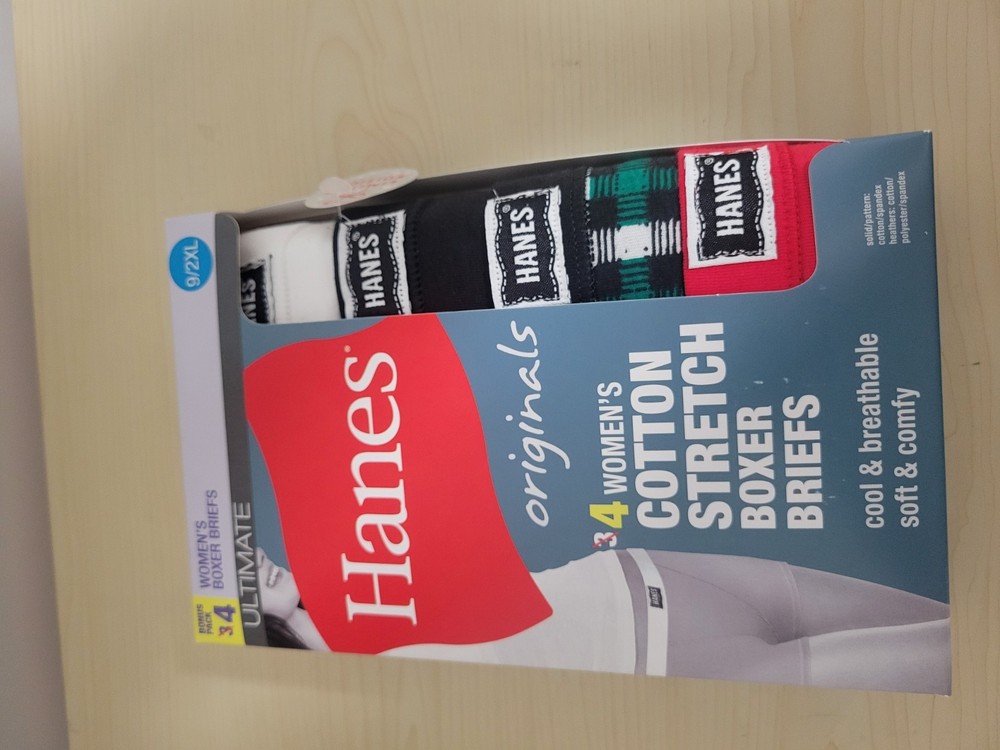 BONUS
PACK
3 4
WOMEN'S
BOXER BRIEFS
9/2XL
ULTIMATE
Hanes®
originals
3 4 WOMEN'S
COTTON
STRETCH
BOXER
BRIEFS
cool & breathable
soft & comfy
NES
HANES
HANES®
HANES®
solid/pattern:
cotton/spandex
heathers: cotton/
polyester/spandex